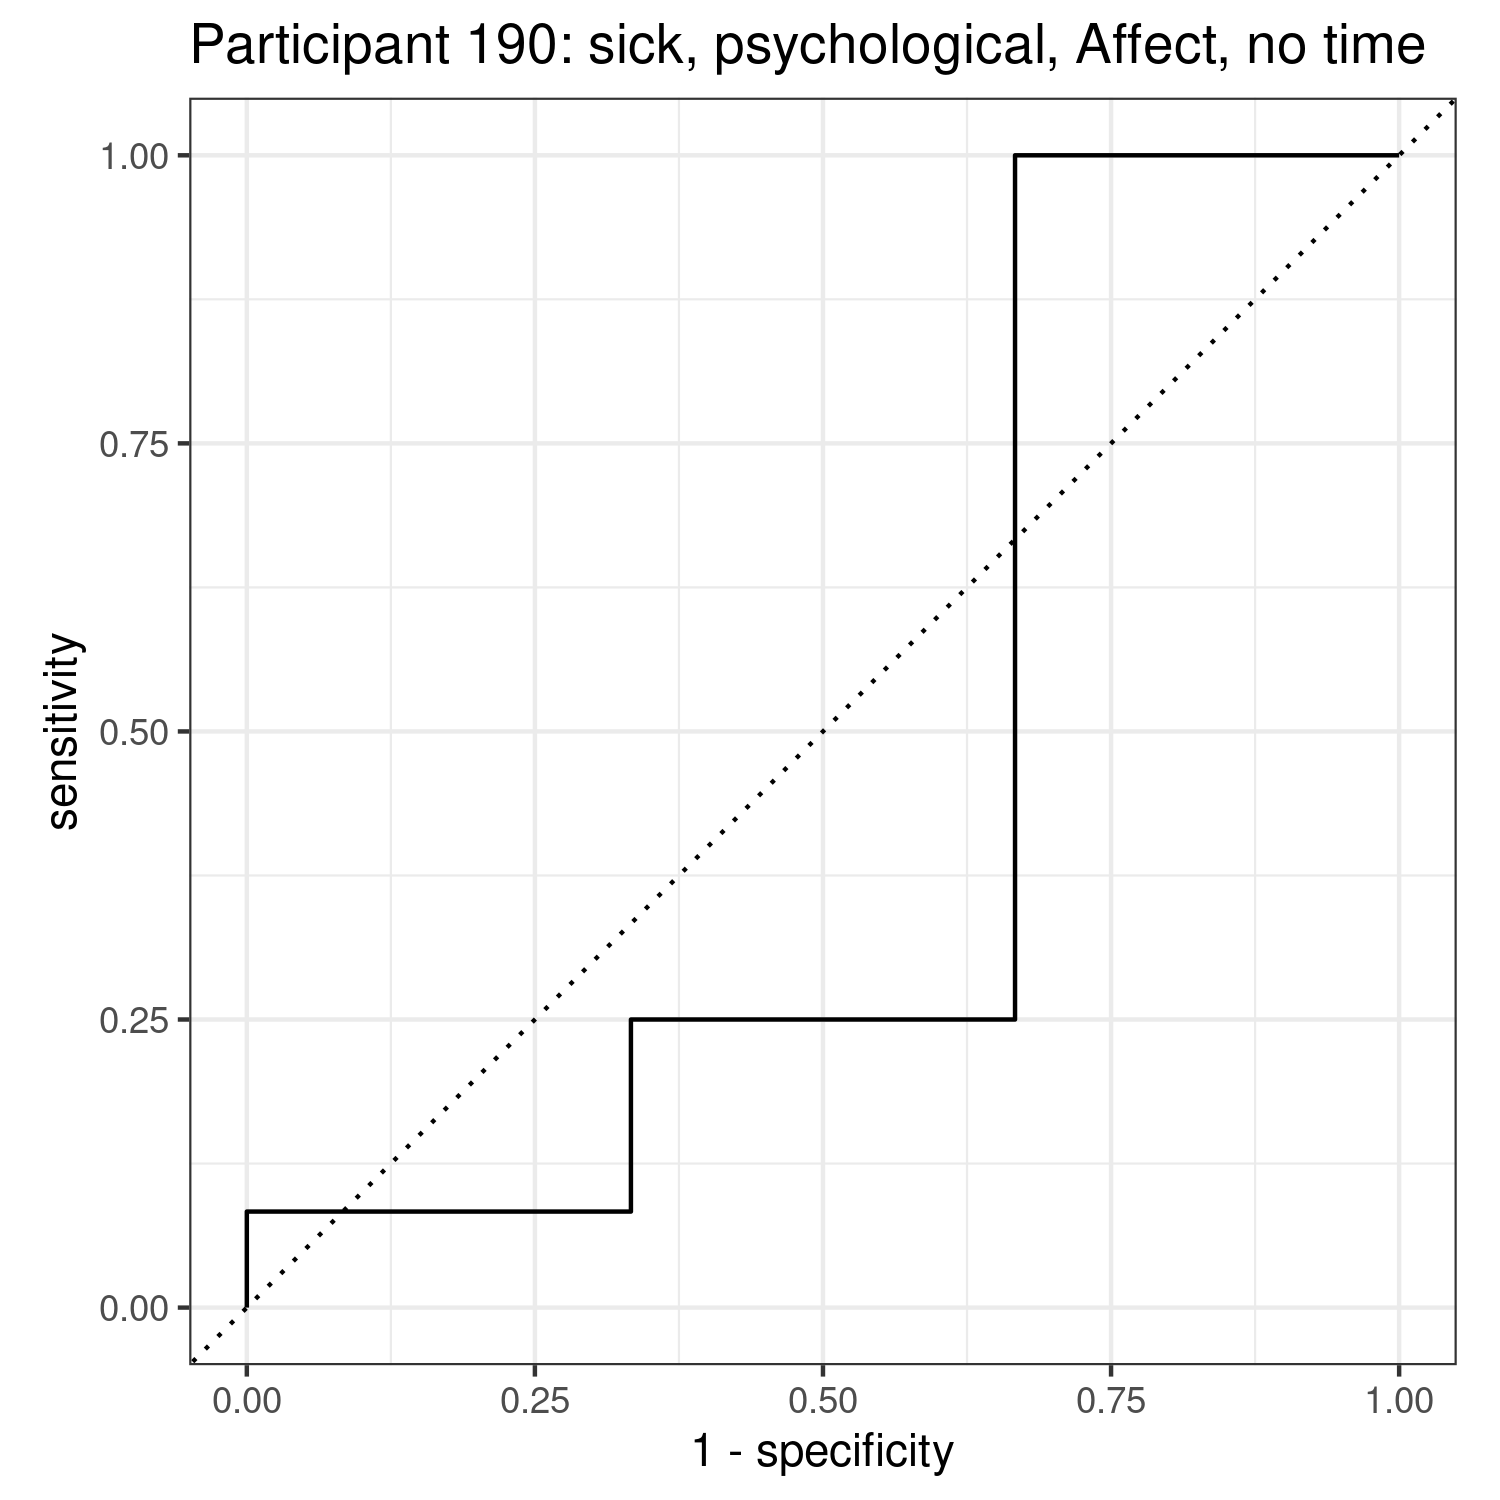 Participant 190: sick, psychological, Affect, no time
1.00
0.75
0.50
0.25
0.00
sensitivity
0.00 0.25 0.50 0.75 1.00
1 - specificity